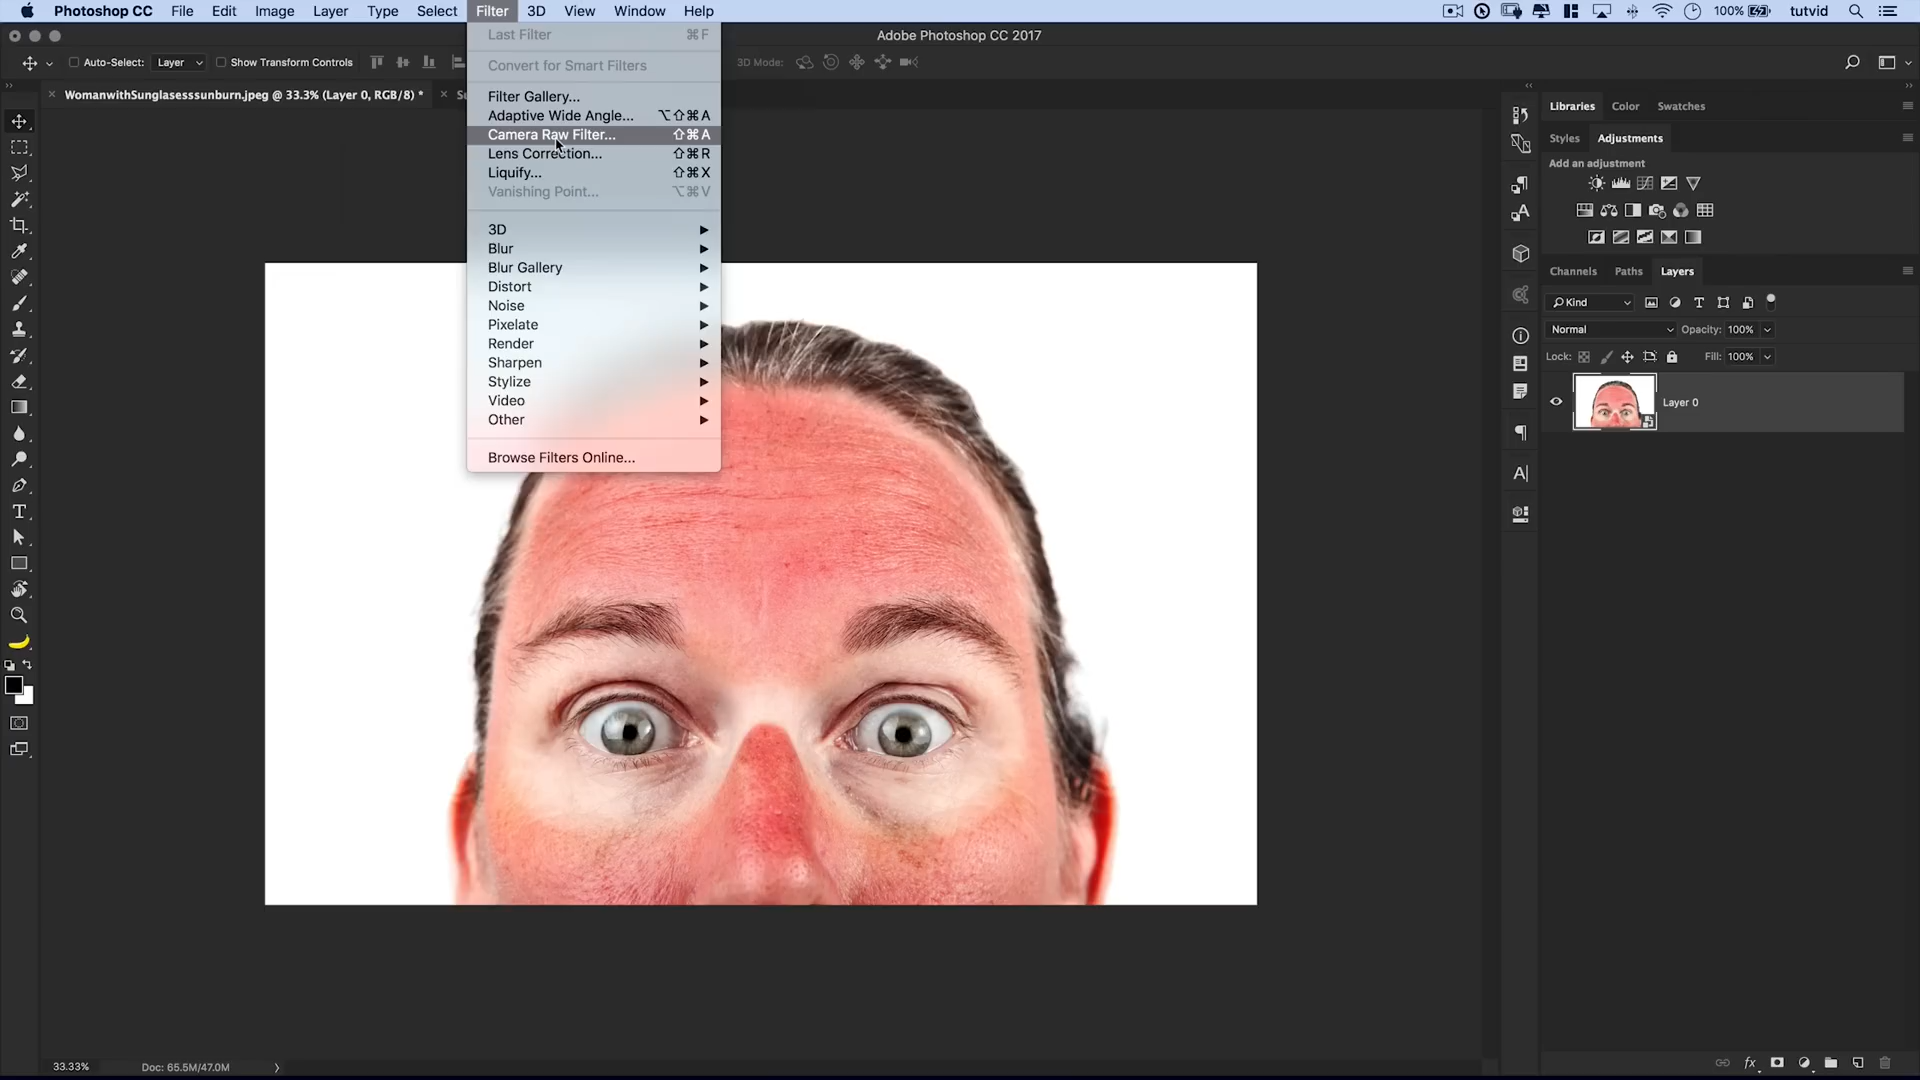 Photoshop CC File Edit Image Layer Type Select Filter 3D View Window Help 100% tutvid
Adobe Photoshop CC 2017
Auto-Select: Layer Show Transform Controls 3D Mode:
WomanwithSunglasesssunburn.jpeg @ 33.3% (Layer 0, RGB/8) *
Last Filter ⌘F
Convert for Smart Filters
Filter Gallery...
Adaptive Wide Angle... ⌥⇧⌘A
Camera Raw Filter... ⇧⌘A
Lens Correction... ⇧⌘R
Liquify... ⇧⌘X
Vanishing Point... ⌥⌘V
3D
Blur
Blur Gallery
Distort
Noise
Pixelate
Render
Sharpen
Stylize
Video
Other
Browse Filters Online...
Libraries Color Swatches
Styles Adjustments
Add an adjustment
Channels Paths Layers
Kind
Normal Opacity: 100%
Lock: Fill: 100%
Layer 0
33.33% Doc: 65.5M/47.0M